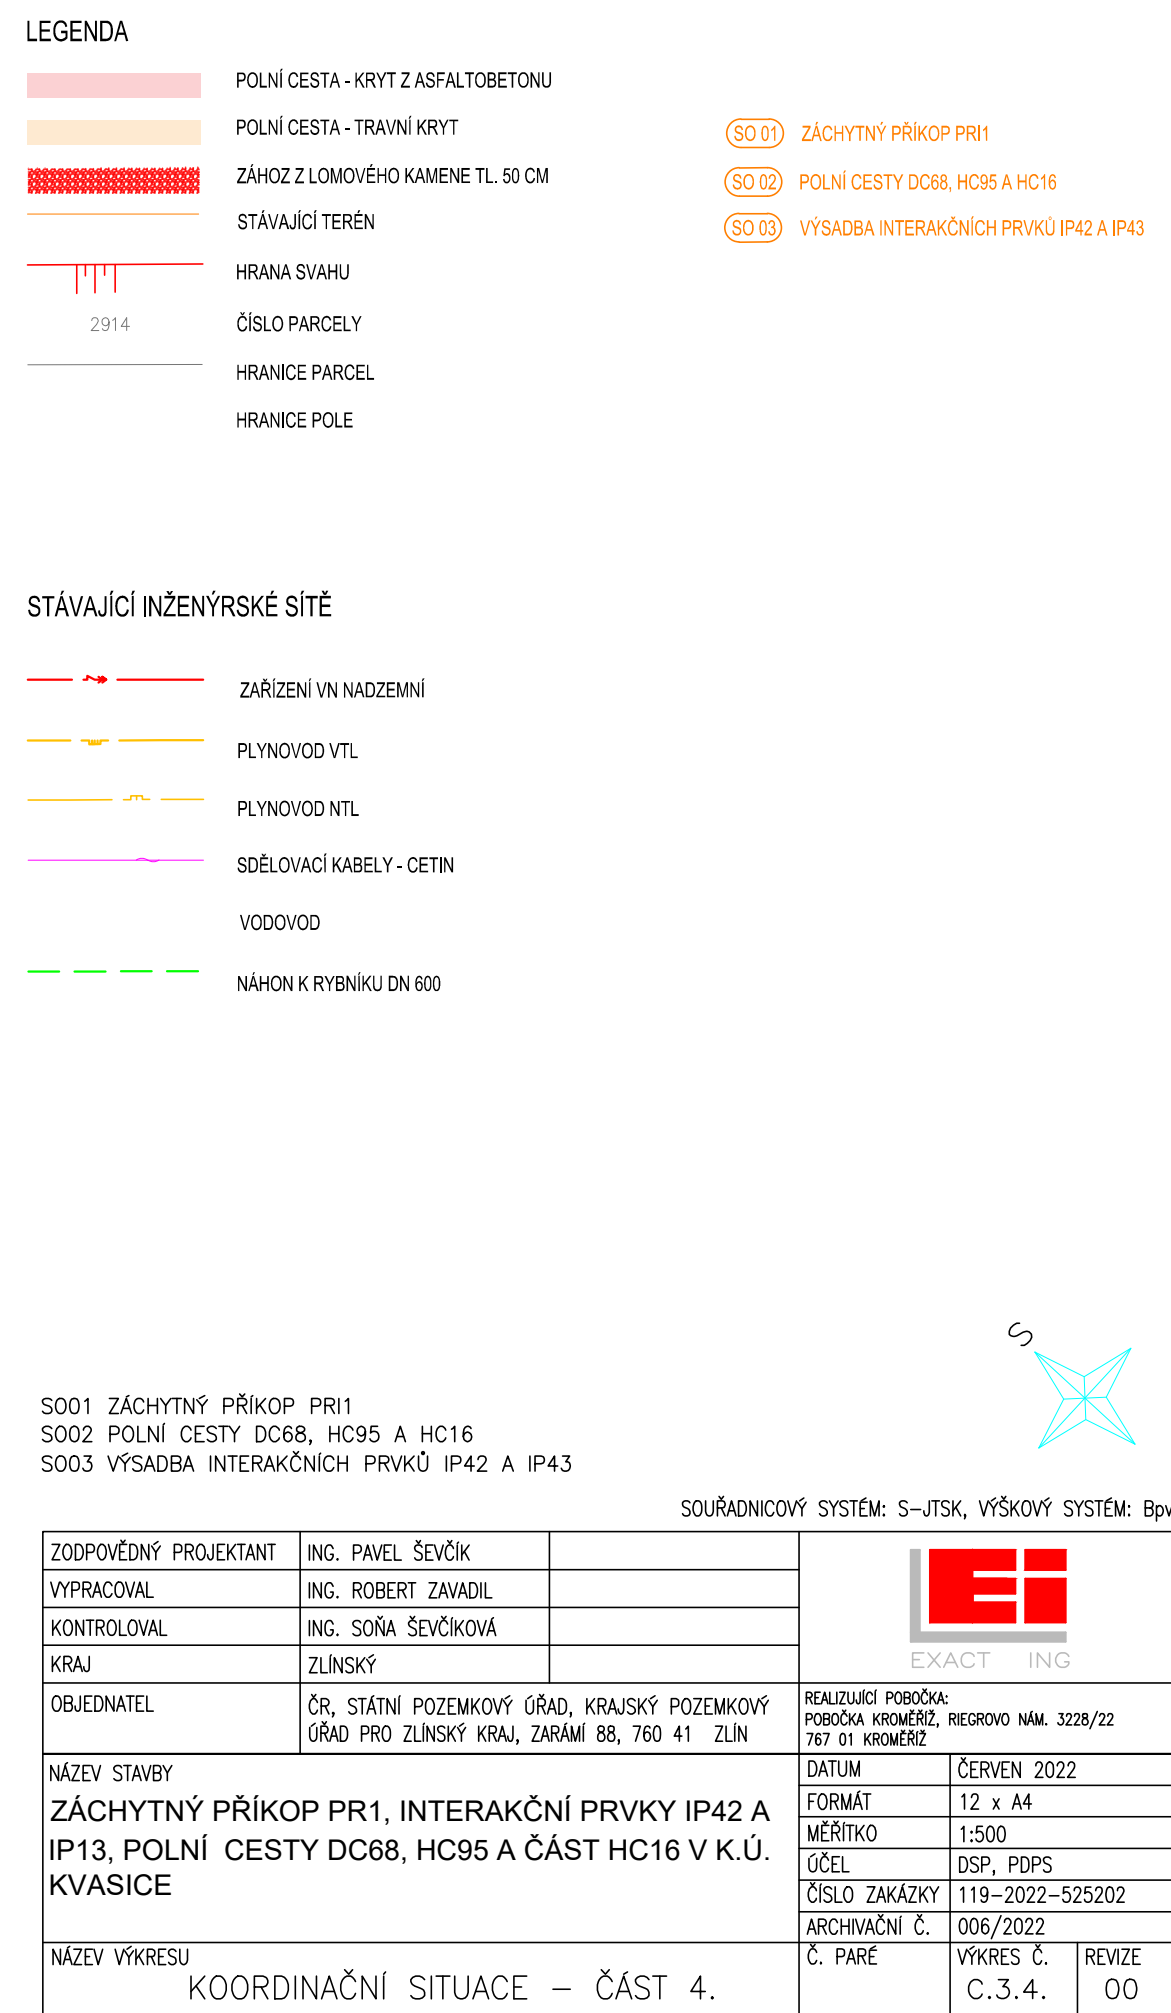 LEGENDA
POLNÍ CESTA - KRYT Z ASFALTOBETONU
POLNÍ CESTA - TRAVNÍ KRYT
ZÁHOZ Z LOMOVÉHO KAMENE TL. 50 CM
STÁVAJÍCÍ TERÉN
HRANA SVAHU
2914 ČÍSLO PARCELY
HRANICE PARCEL
HRANICE POLE
SO 01 ZÁCHYTNÝ PŘÍKOP PRI1
SO 02 POLNÍ CESTY DC68, HC95 A HC16
SO 03 VÝSADBA INTERAKČNÍCH PRVKŮ IP42 A IP43
STÁVAJÍCÍ INŽENÝRSKÉ SÍTĚ
ZAŘÍZENÍ VN NADZEMNÍ
PLYNOVOD VTL
PLYNOVOD NTL
SDĚLOVACÍ KABELY - CETIN
VODOVOD
NÁHON K RYBNÍKU DN 600
S
SO01 ZÁCHYTNÝ PŘÍKOP PRI1
SO02 POLNÍ CESTY DC68, HC95 A HC16
SO03 VÝSADBA INTERAKČNÍCH PRVKŮ IP42 A IP43
SOUŘADNICOVÝ SYSTÉM: S-JTSK, VÝŠKOVÝ SYSTÉM: Bpv
ZODPOVĚDNÝ PROJEKTANT ING. PAVEL ŠEVČÍK
VYPRACOVAL ING. ROBERT ZAVADIL
KONTROLOVAL ING. SOŇA ŠEVČÍKOVÁ
KRAJ ZLÍNSKÝ
Ei
EXACT ING
OBJEDNATEL ČR, STÁTNÍ POZEMKOVÝ ÚŘAD, KRAJSKÝ POZEMKOVÝ
ÚŘAD PRO ZLÍNSKÝ KRAJ, ZARÁMÍ 88, 760 41 ZLÍN
REALIZUJÍCÍ POBOČKA:
POBOČKA KROMĚŘÍŽ, RIEGROVO NÁM. 3228/22
767 01 KROMĚŘÍŽ
NÁZEV STAVBY
ZÁCHYTNÝ PŘÍKOP PR1, INTERAKČNÍ PRVKY IP42 A
IP13, POLNÍ CESTY DC68, HC95 A ČÁST HC16 V K.Ú.
KVASICE
DATUM ČERVEN 2022
FORMÁT 12 x A4
MĚŘÍTKO 1:500
ÚČEL DSP, PDPS
ČÍSLO ZAKÁZKY 119-2022-525202
ARCHIVAČNÍ Č. 006/2022
NÁZEV VÝKRESU
KOORDINAČNÍ SITUACE - ČÁST 4.
Č. PARÉ
VÝKRES Č.
C.3.4.
REVIZE
00